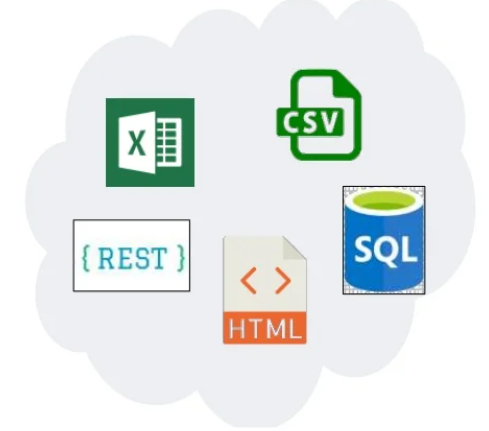 X
CSV
{ REST }
SQL
HTML